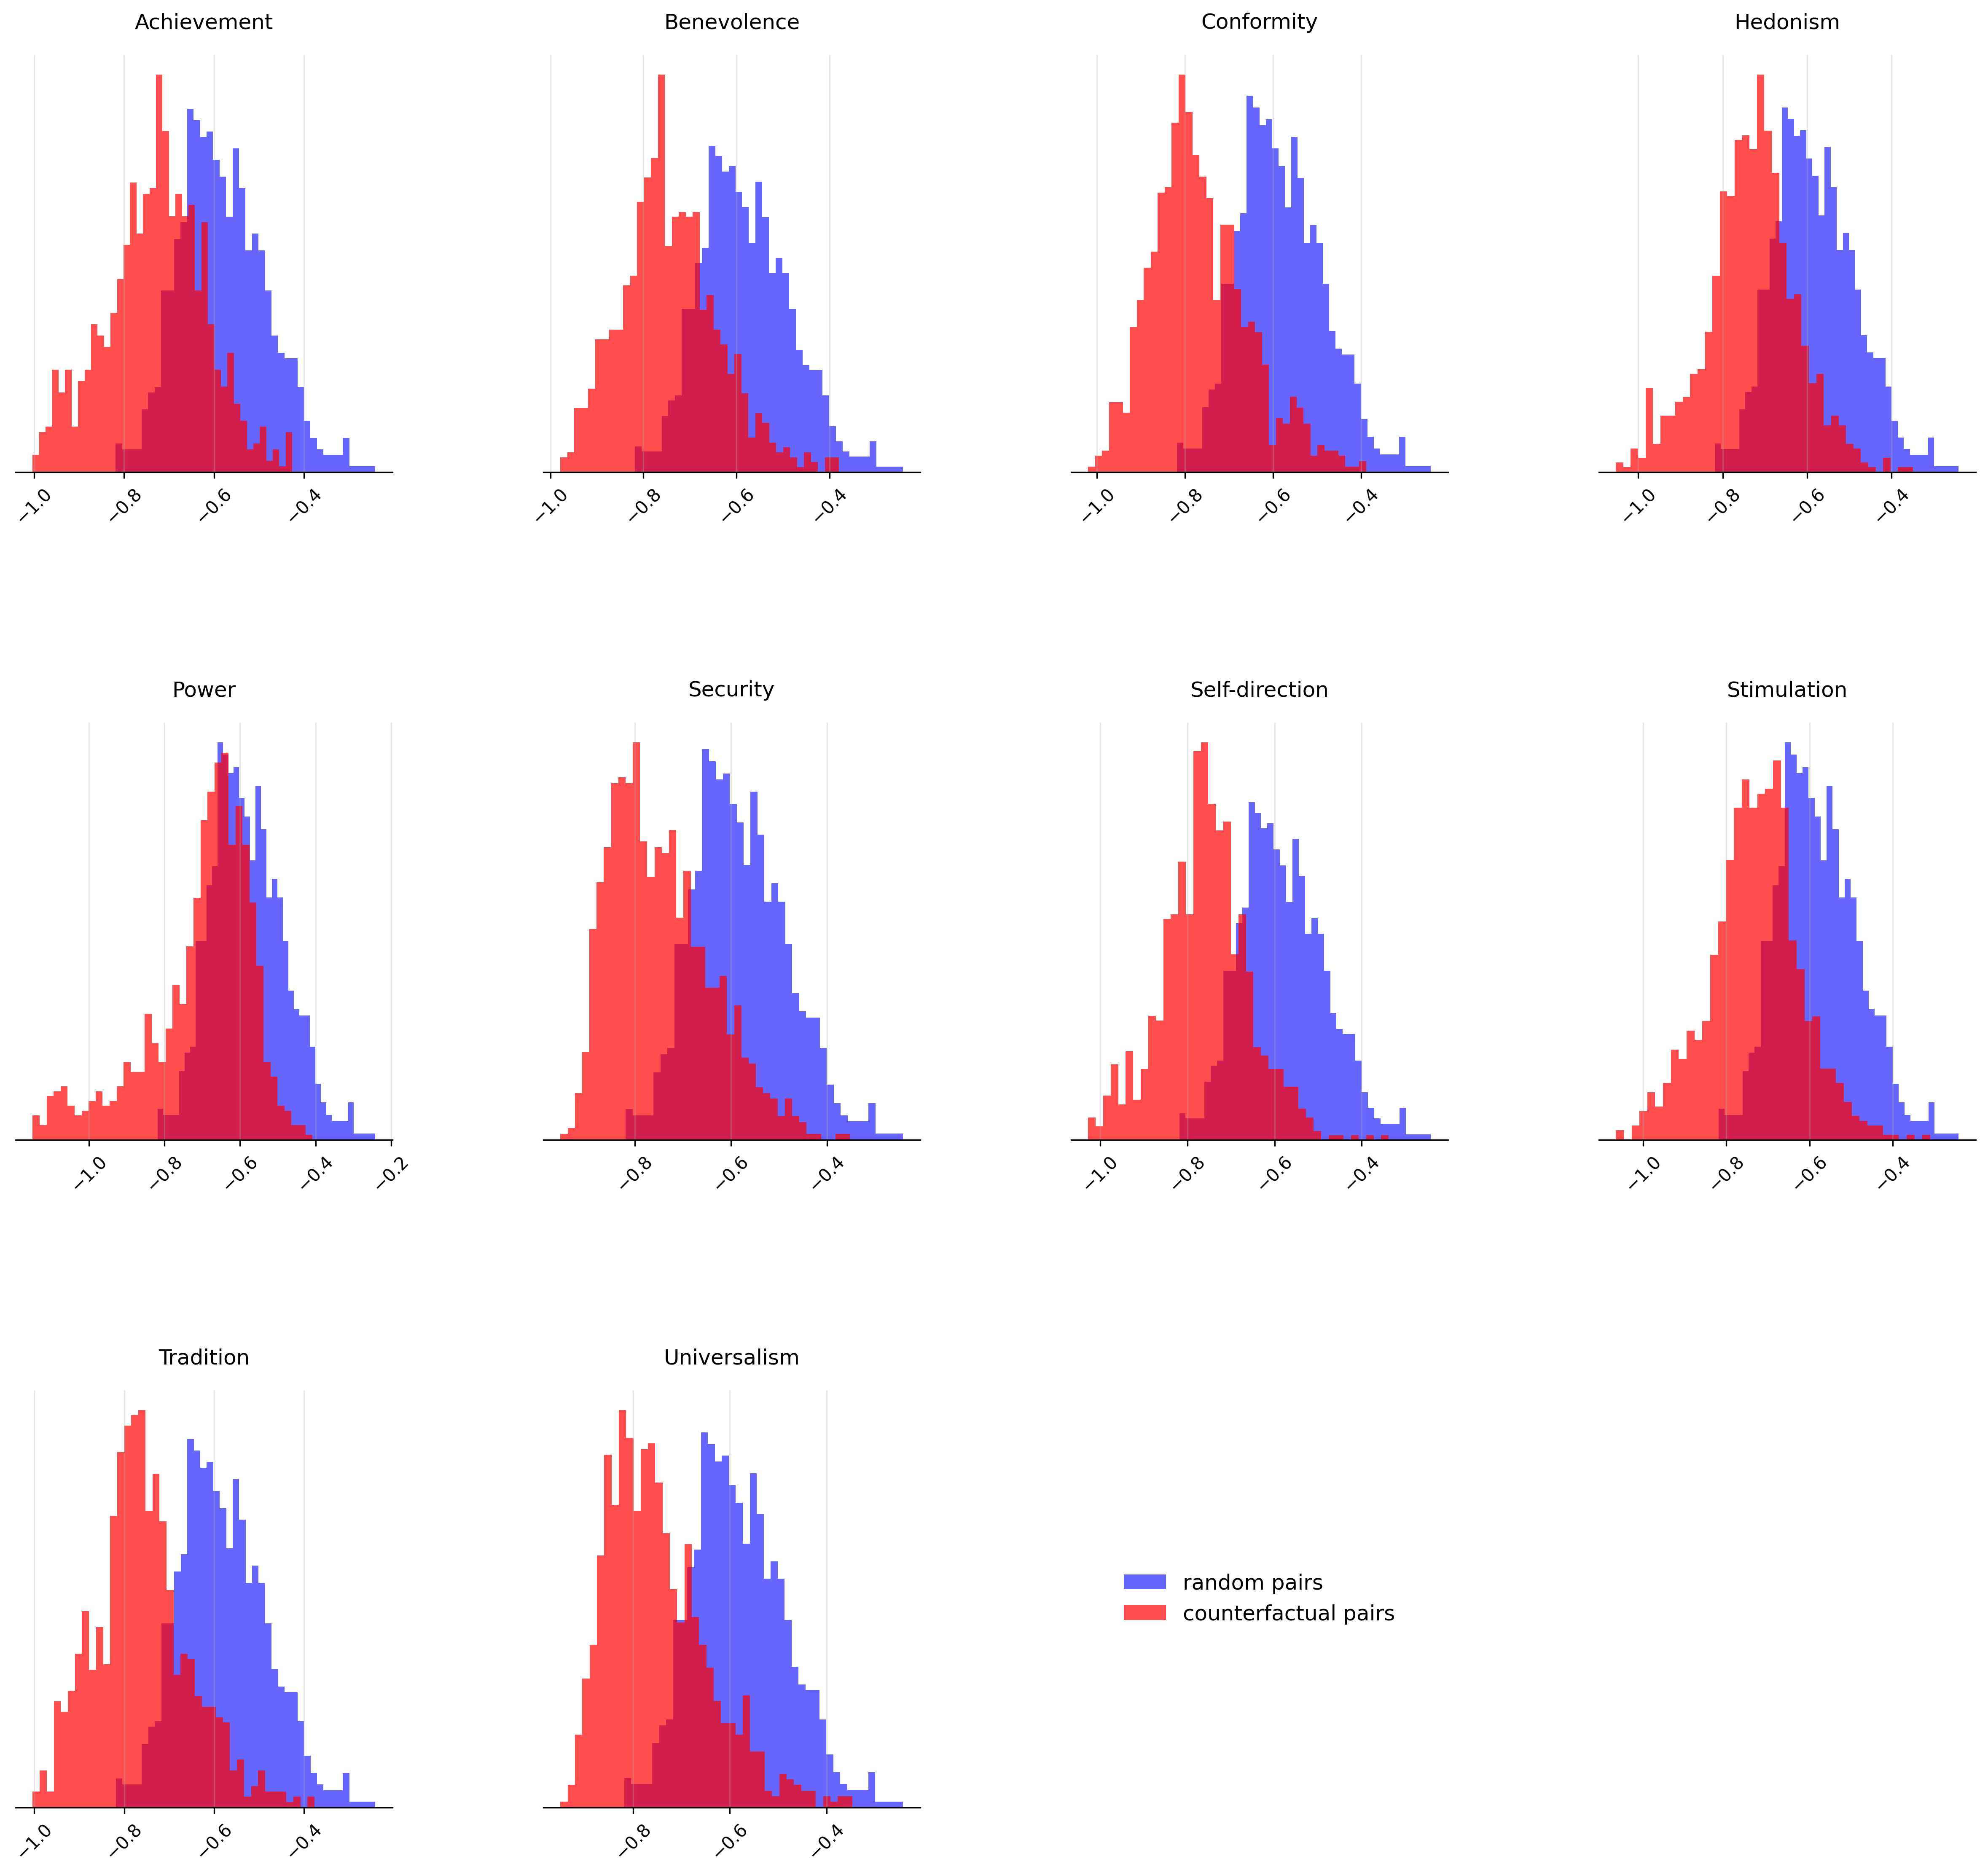 Achievement
Benevolence
Conformity
Hedonism
−1.0 −0.8 −0.6 −0.4
−1.0 −0.8 −0.6 −0.4
−1.0 −0.8 −0.6 −0.4
−1.0 −0.8 −0.6 −0.4
Power
Security
Self-direction
Stimulation
−1.0 −0.8 −0.6 −0.4 −0.2
−0.8 −0.6 −0.4
−1.0 −0.8 −0.6 −0.4
−1.0 −0.8 −0.6 −0.4
Tradition
Universalism
random pairs
counterfactual pairs
−1.0 −0.8 −0.6 −0.4
−0.8 −0.6 −0.4